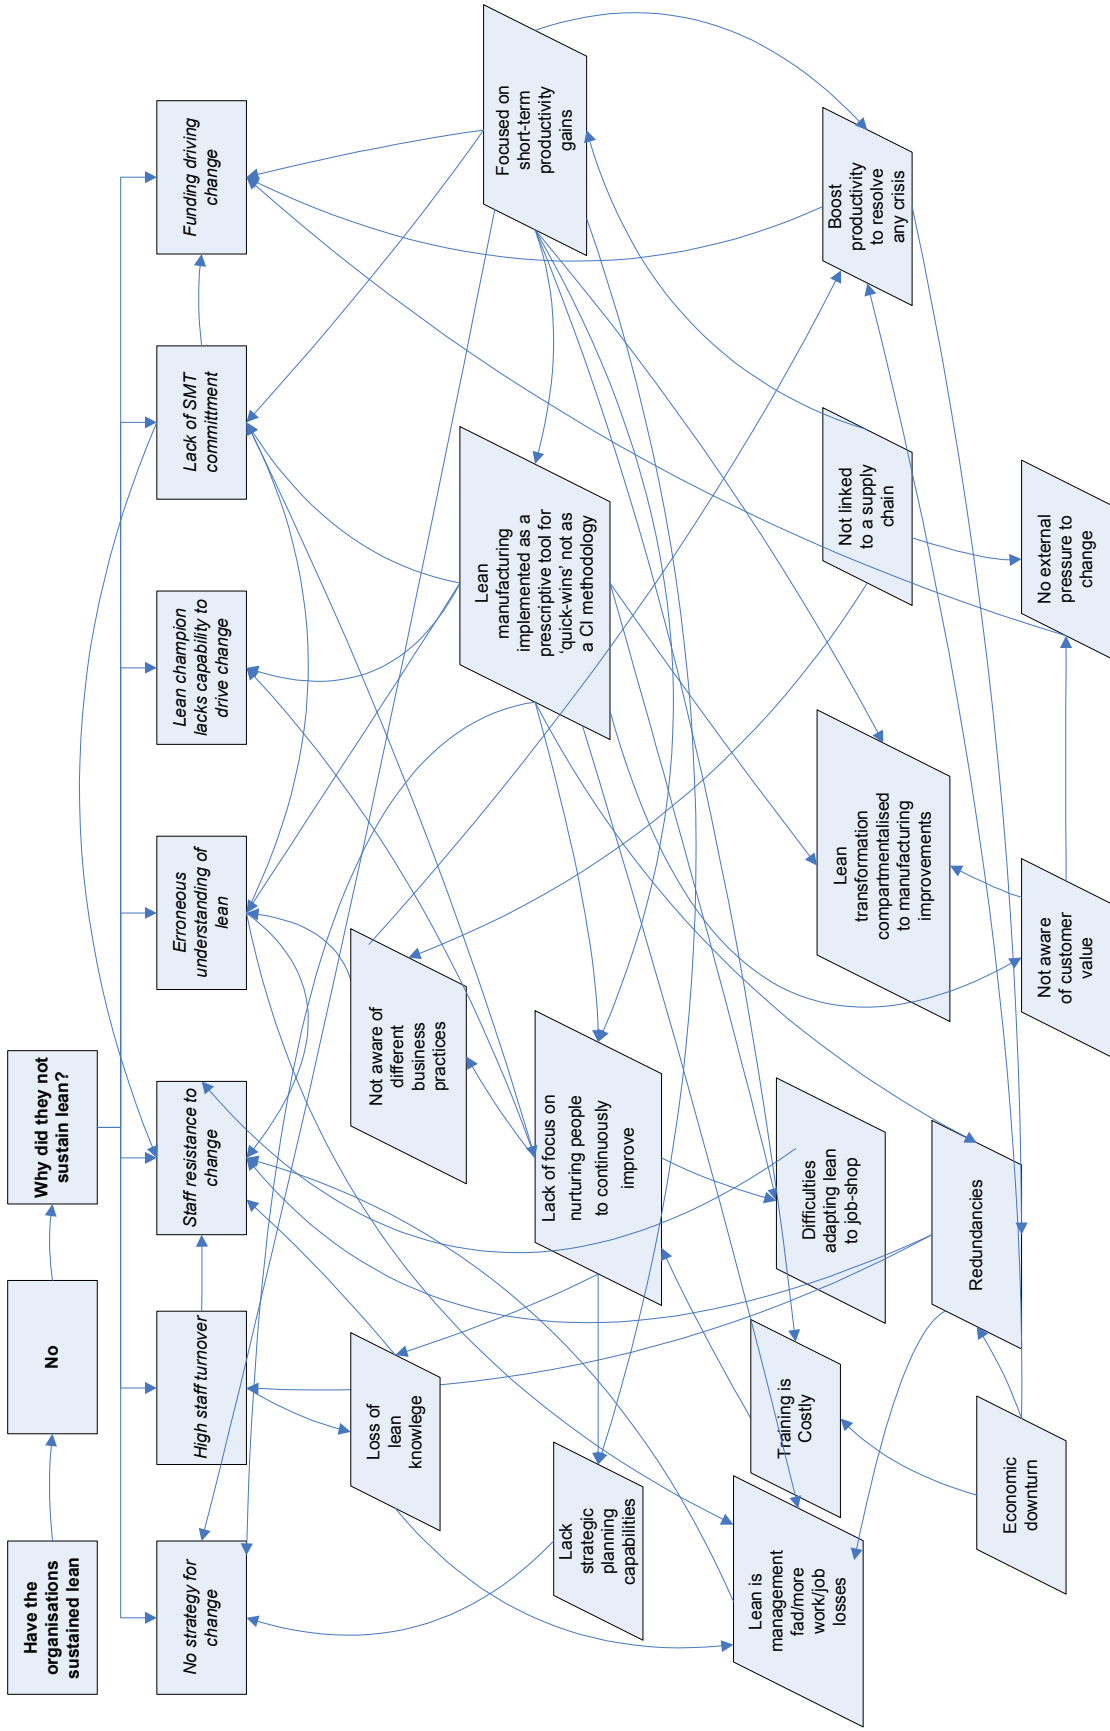 Have the
organisations
sustained lean
No
Why did they not
sustain lean?
No strategy for
change
High staff turnover
Staff resistance to
change
Erroneous
understanding of
lean
Lean champion
lacks capability to
drive change
Lack of SMT
committment
Funding driving
change
Loss of
lean
knowlege
Not aware of
different
business
practices
Lean
manufacturing
implemented as a
prescriptive tool for
'quick-wins' not as
a CI methodology
Focused on
short-term
productivity
gains
Lack
strategic
planning
capabilities
Lack of focus on
nurturing people
to continuously
improve
Lean is
management
fad/more
work/job
losses
Training is
Costly
Difficulties
adapting lean
to job-shop
Lean
transformation
compartmentalised
to manufacturing
improvements
Not linked
to a supply
chain
Boost
productivity
to resolve
any crisis
Economic
downturn
Redundancies
Not aware
of customer
value
No external
pressure to
change